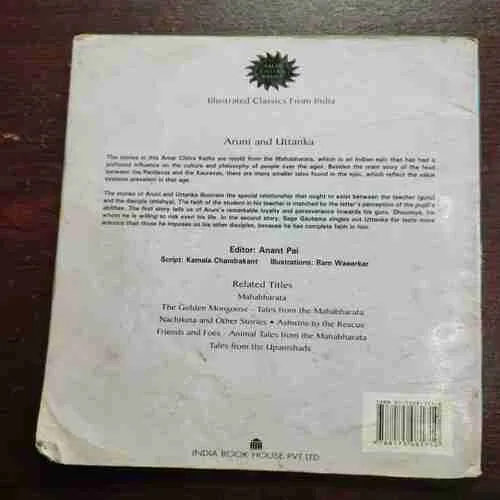 Illustrated Classics From India
Aruni and Uttanka
The stories in this Amar Chitra Katha are retold from the Mahabharata, which is an Indian epic that has had a
profound influence on the culture and philosophy of people over the ages. Besides the main story of the feud
between the Pandavas and the Kauravas, there are many smaller tales found in the epic, which reflect the value
systems prevalent in that age.
The stories of Aruni and Uttanka illustrate the special relationship that ought to exist between the teacher (guru)
and the disciple (shishya). The faith of the student in his teacher is matched by the latter's perception of the pupil's
abilities. The first story tells us of Aruni's remarkable loyalty and perseverance towards his guru, Dhaumya, for
whom he is willing to risk even his life. In the second story, Sage Gautama singles out Uttanka for tests more
arduous than those he imposes on his other disciples, because he has complete faith in him.
Editor: Anant Pai
Script: Kamala Chandrakant Illustrations: Ram Waeerkar
Related Titles
Mahabharata
The Golden Mongoose - Tales from the Mahabharata
Nachiketa and Other Stories • Ashwins to the Rescue
Friends and Foes - Animal Tales from the Mahabharata
Tales from the Upanishads
ISBN
INDIA BOOK HOUSE PVT LTD